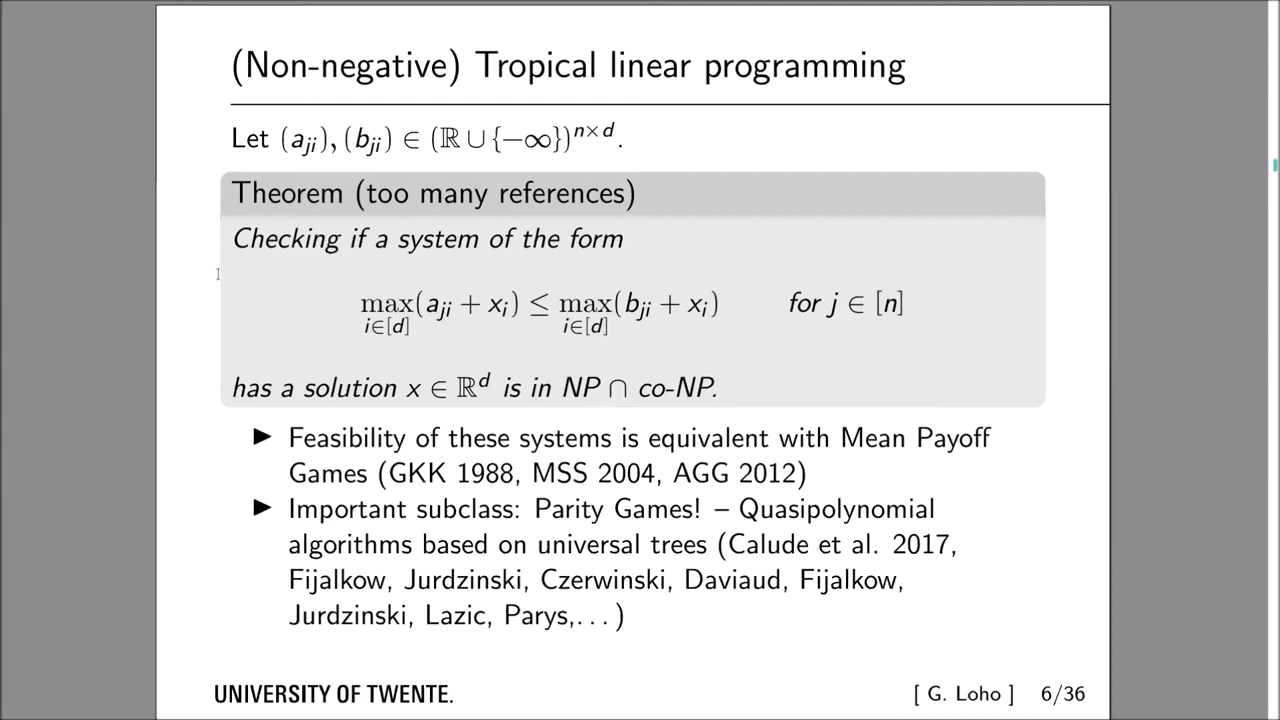 (Non-negative) Tropical linear programming
Let (a_{ji}), (b_{ji}) ∈ (ℝ ∪ {−∞})^{n×d}.
Theorem (too many references)
Checking if a system of the form
max_{i∈[d]}(a_{ji} + x_i) ≤ max_{i∈[d]}(b_{ji} + x_i) for j ∈ [n]
has a solution x ∈ ℝ^d is in NP ∩ co-NP.
▶ Feasibility of these systems is equivalent with Mean Payoff
Games (GKK 1988, MSS 2004, AGG 2012)
▶ Important subclass: Parity Games! – Quasipolynomial
algorithms based on universal trees (Calude et al. 2017,
Fijalkow, Jurdzinski, Czerwinski, Daviaud, Fijalkow,
Jurdzinski, Lazic, Parys,...)
UNIVERSITY OF TWENTE. [ G. Loho ] 6/36